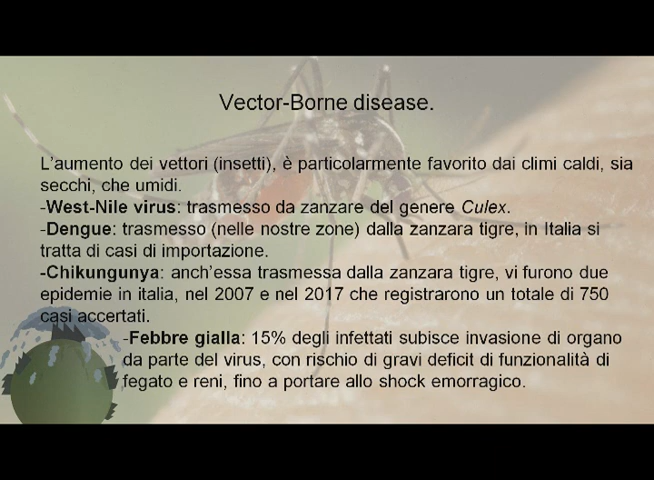 Vector-Borne disease.
L'aumento dei vettori (insetti), è particolarmente favorito dai climi caldi, sia
secchi, che umidi.
-West-Nile virus: trasmesso da zanzare del genere Culex.
-Dengue: trasmesso (nelle nostre zone) dalla zanzara tigre, in Italia si
tratta di casi di importazione.
-Chikungunya: anch'essa trasmessa dalla zanzara tigre, vi furono due
epidemie in italia, nel 2007 e nel 2017 che registrarono un totale di 750
casi accertati.
-Febbre gialla: 15% degli infettati subisce invasione di organo
da parte del virus, con rischio di gravi deficit di funzionalità di
fegato e reni, fino a portare allo shock emorragico.